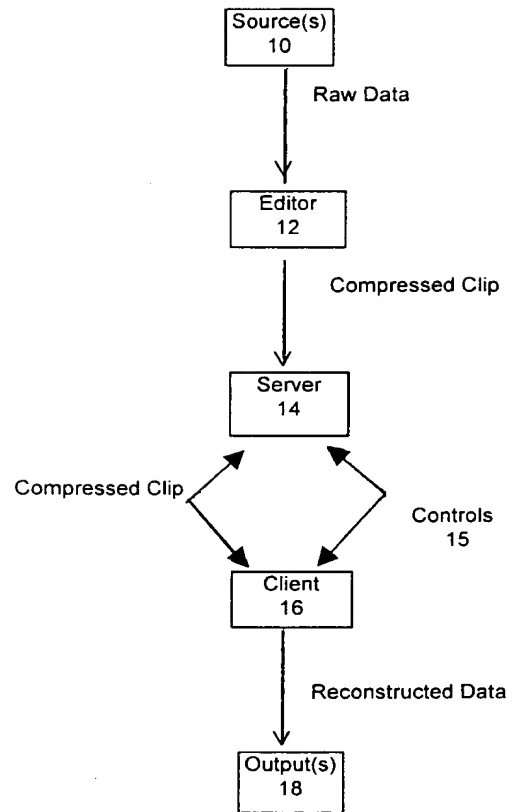 Source(s)
10
Raw Data
Editor
12
Compressed Clip
Server
14
Compressed Clip
Controls
15
Client
16
Reconstructed Data
Output(s)
18